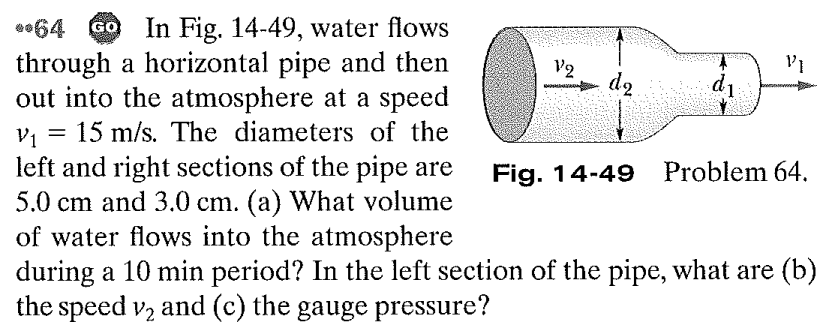 ••64 GO In Fig. 14-49, water flows
through a horizontal pipe and then
out into the atmosphere at a speed
v₁ = 15 m/s. The diameters of the
left and right sections of the pipe are
5.0 cm and 3.0 cm. (a) What volume
of water flows into the atmosphere
during a 10 min period? In the left section of the pipe, what are (b)
the speed v₂ and (c) the gauge pressure?
v₂ d₂ d₁ v₁
Fig. 14-49 Problem 64.